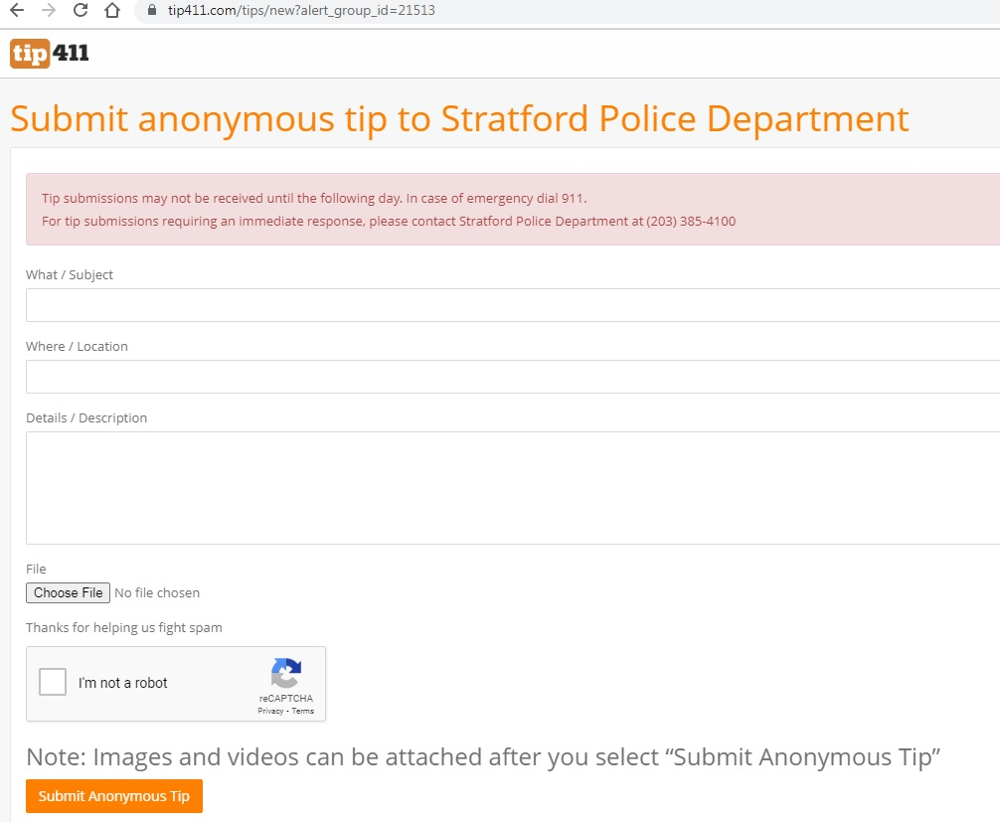 tip411.com/tips/new?alert_group_id=21513
tip 411
Submit anonymous tip to Stratford Police Department
Tip submissions may not be received until the following day. In case of emergency dial 911.
For tip submissions requiring an immediate response, please contact Stratford Police Department at (203) 385-4100
What / Subject
Where / Location
Details / Description
File
Choose File No file chosen
Thanks for helping us fight spam
I'm not a robot
reCAPTCHA
Privacy - Terms
Note: Images and videos can be attached after you select “Submit Anonymous Tip”
Submit Anonymous Tip